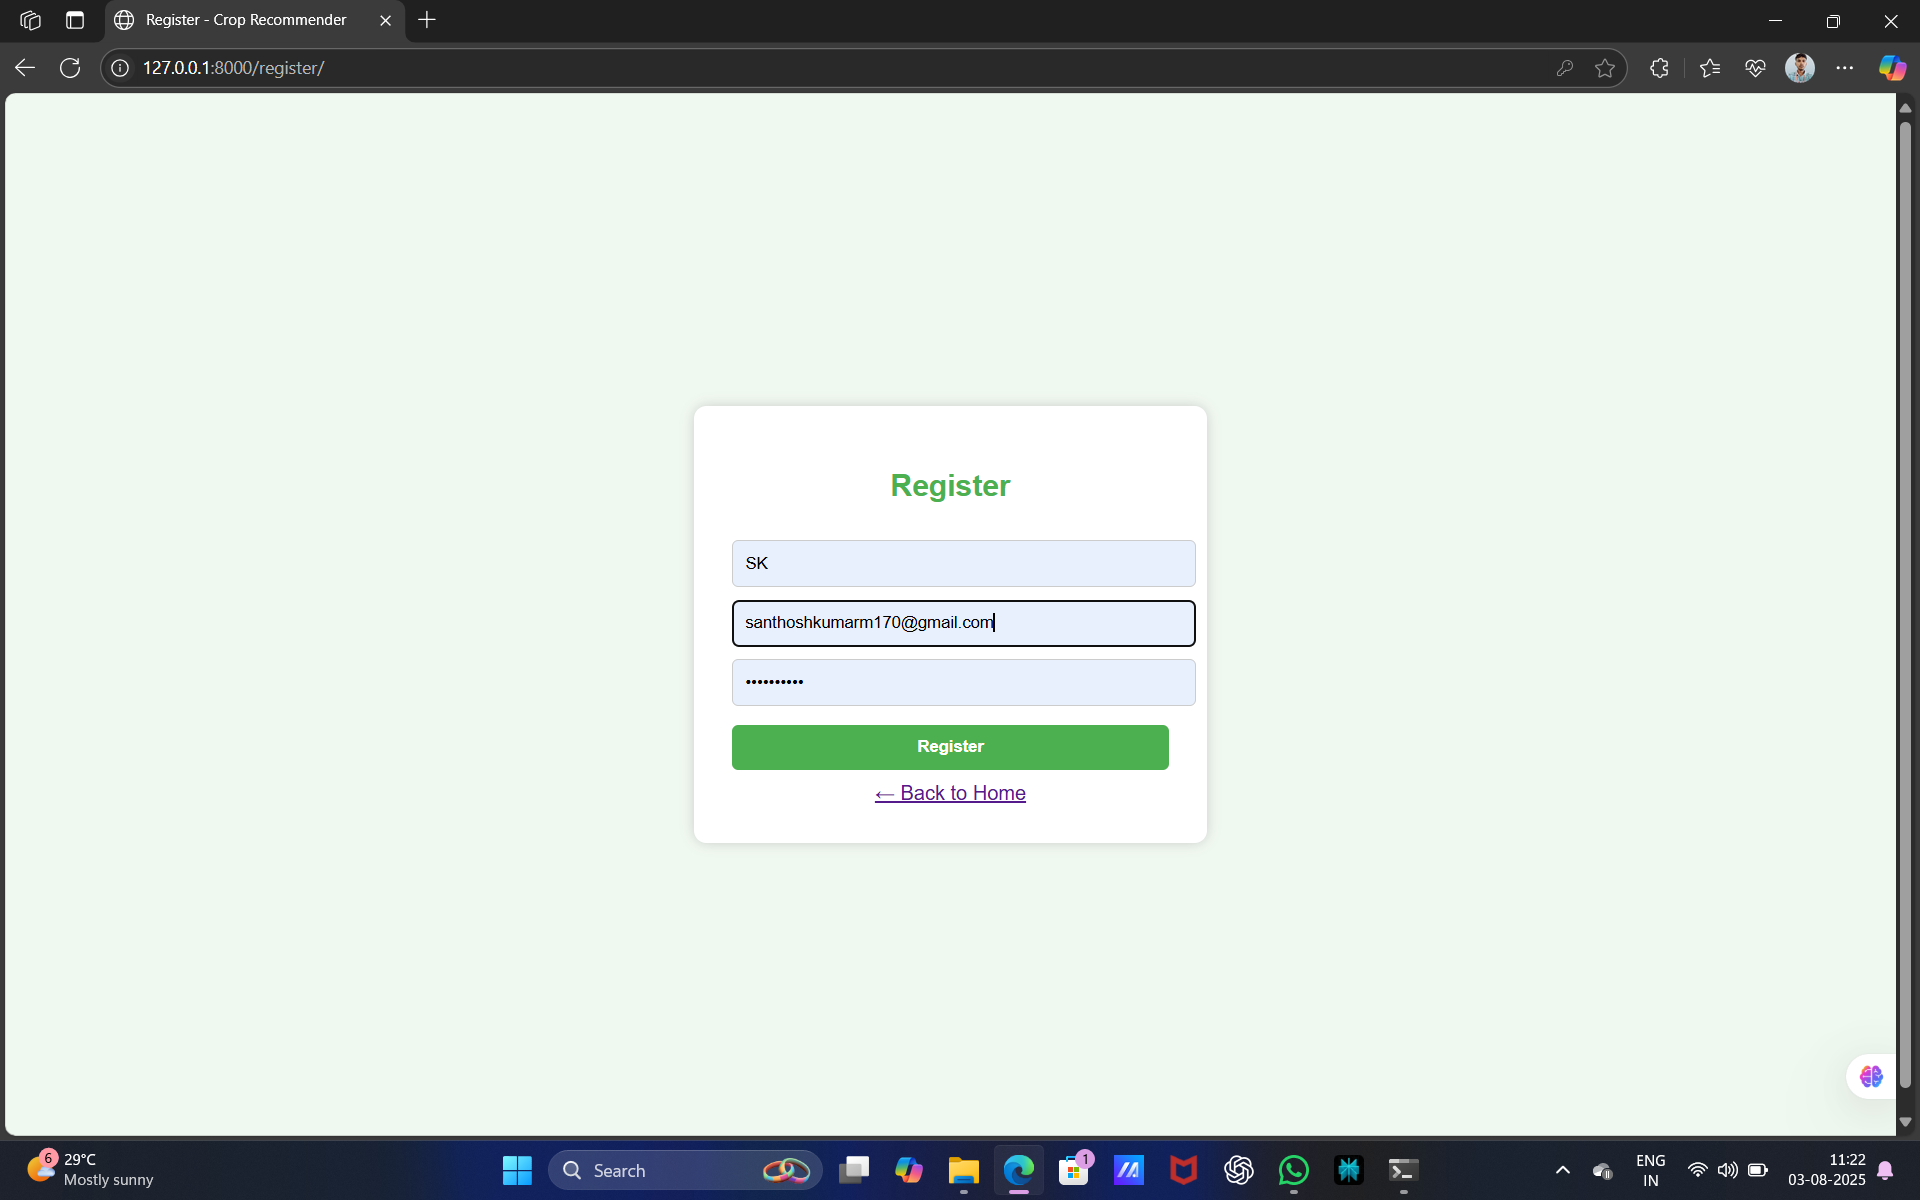 Register - Crop Recommender
127.0.0.1:8000/register/
Register
SK
santhoshkumarm170@gmail.com
••••••••••
Register
← Back to Home
6
29°C
Mostly sunny
Search
1
ENG
IN
11:22
03-08-2025